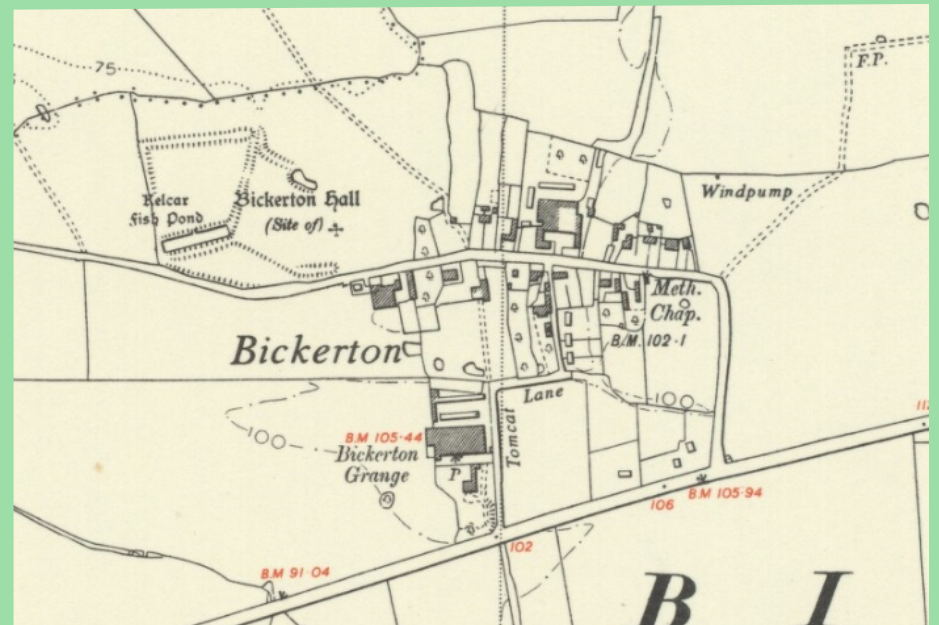 75
F.P.
Windpump
Kelcar
Fish Pond
Bickerton Hall
(Site of)
Meth.
Chap.
B.M. 102·1
Bickerton
Lane
Tomcat
100
100
B.M 105·44
Bickerton
Grange
P
B.M 105·94
106
102
B.M 91·04
B I